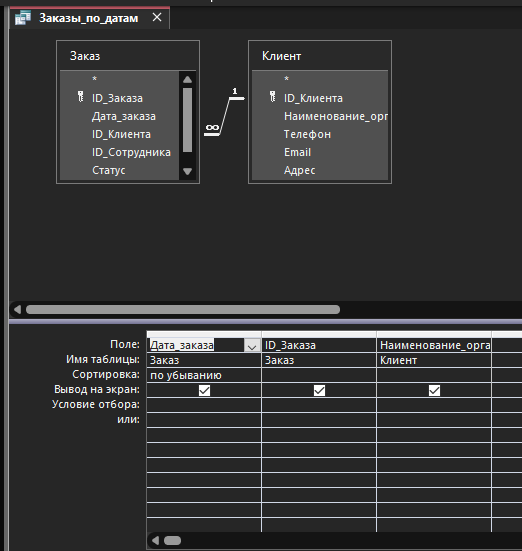 Заказы_по_датам
Заказ
*
ID_Заказа
Дата_заказа
ID_Клиента
ID_Сотрудника
Статус
∞ 1
Клиент
*
ID_Клиента
Наименование_орг
Телефон
Email
Адрес
Поле: Дата_заказа ID_Заказа Наименование_орга
Имя таблицы: Заказ Заказ Клиент
Сортировка: по убыванию
Вывод на экран:
Условие отбора:
или: